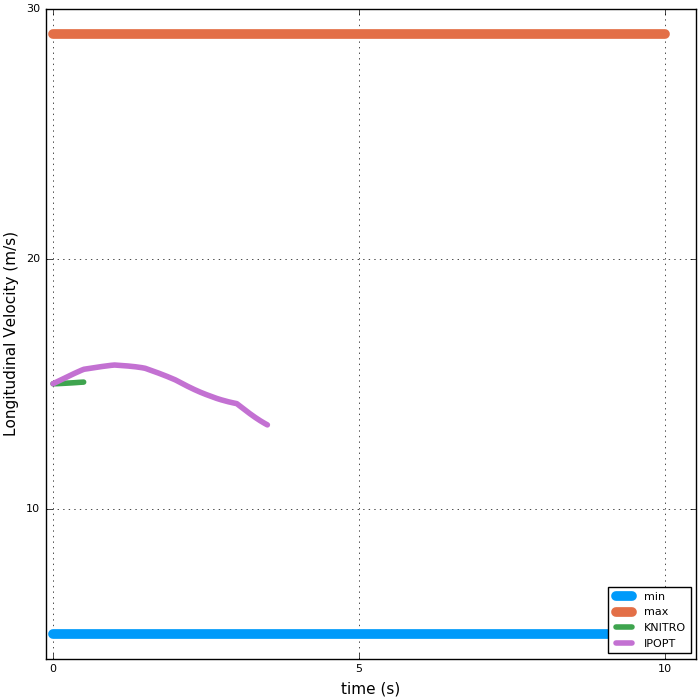 30
20
10
Longitudinal Velocity (m/s)
min
max
KNITRO
IPOPT
0
5
10
time (s)